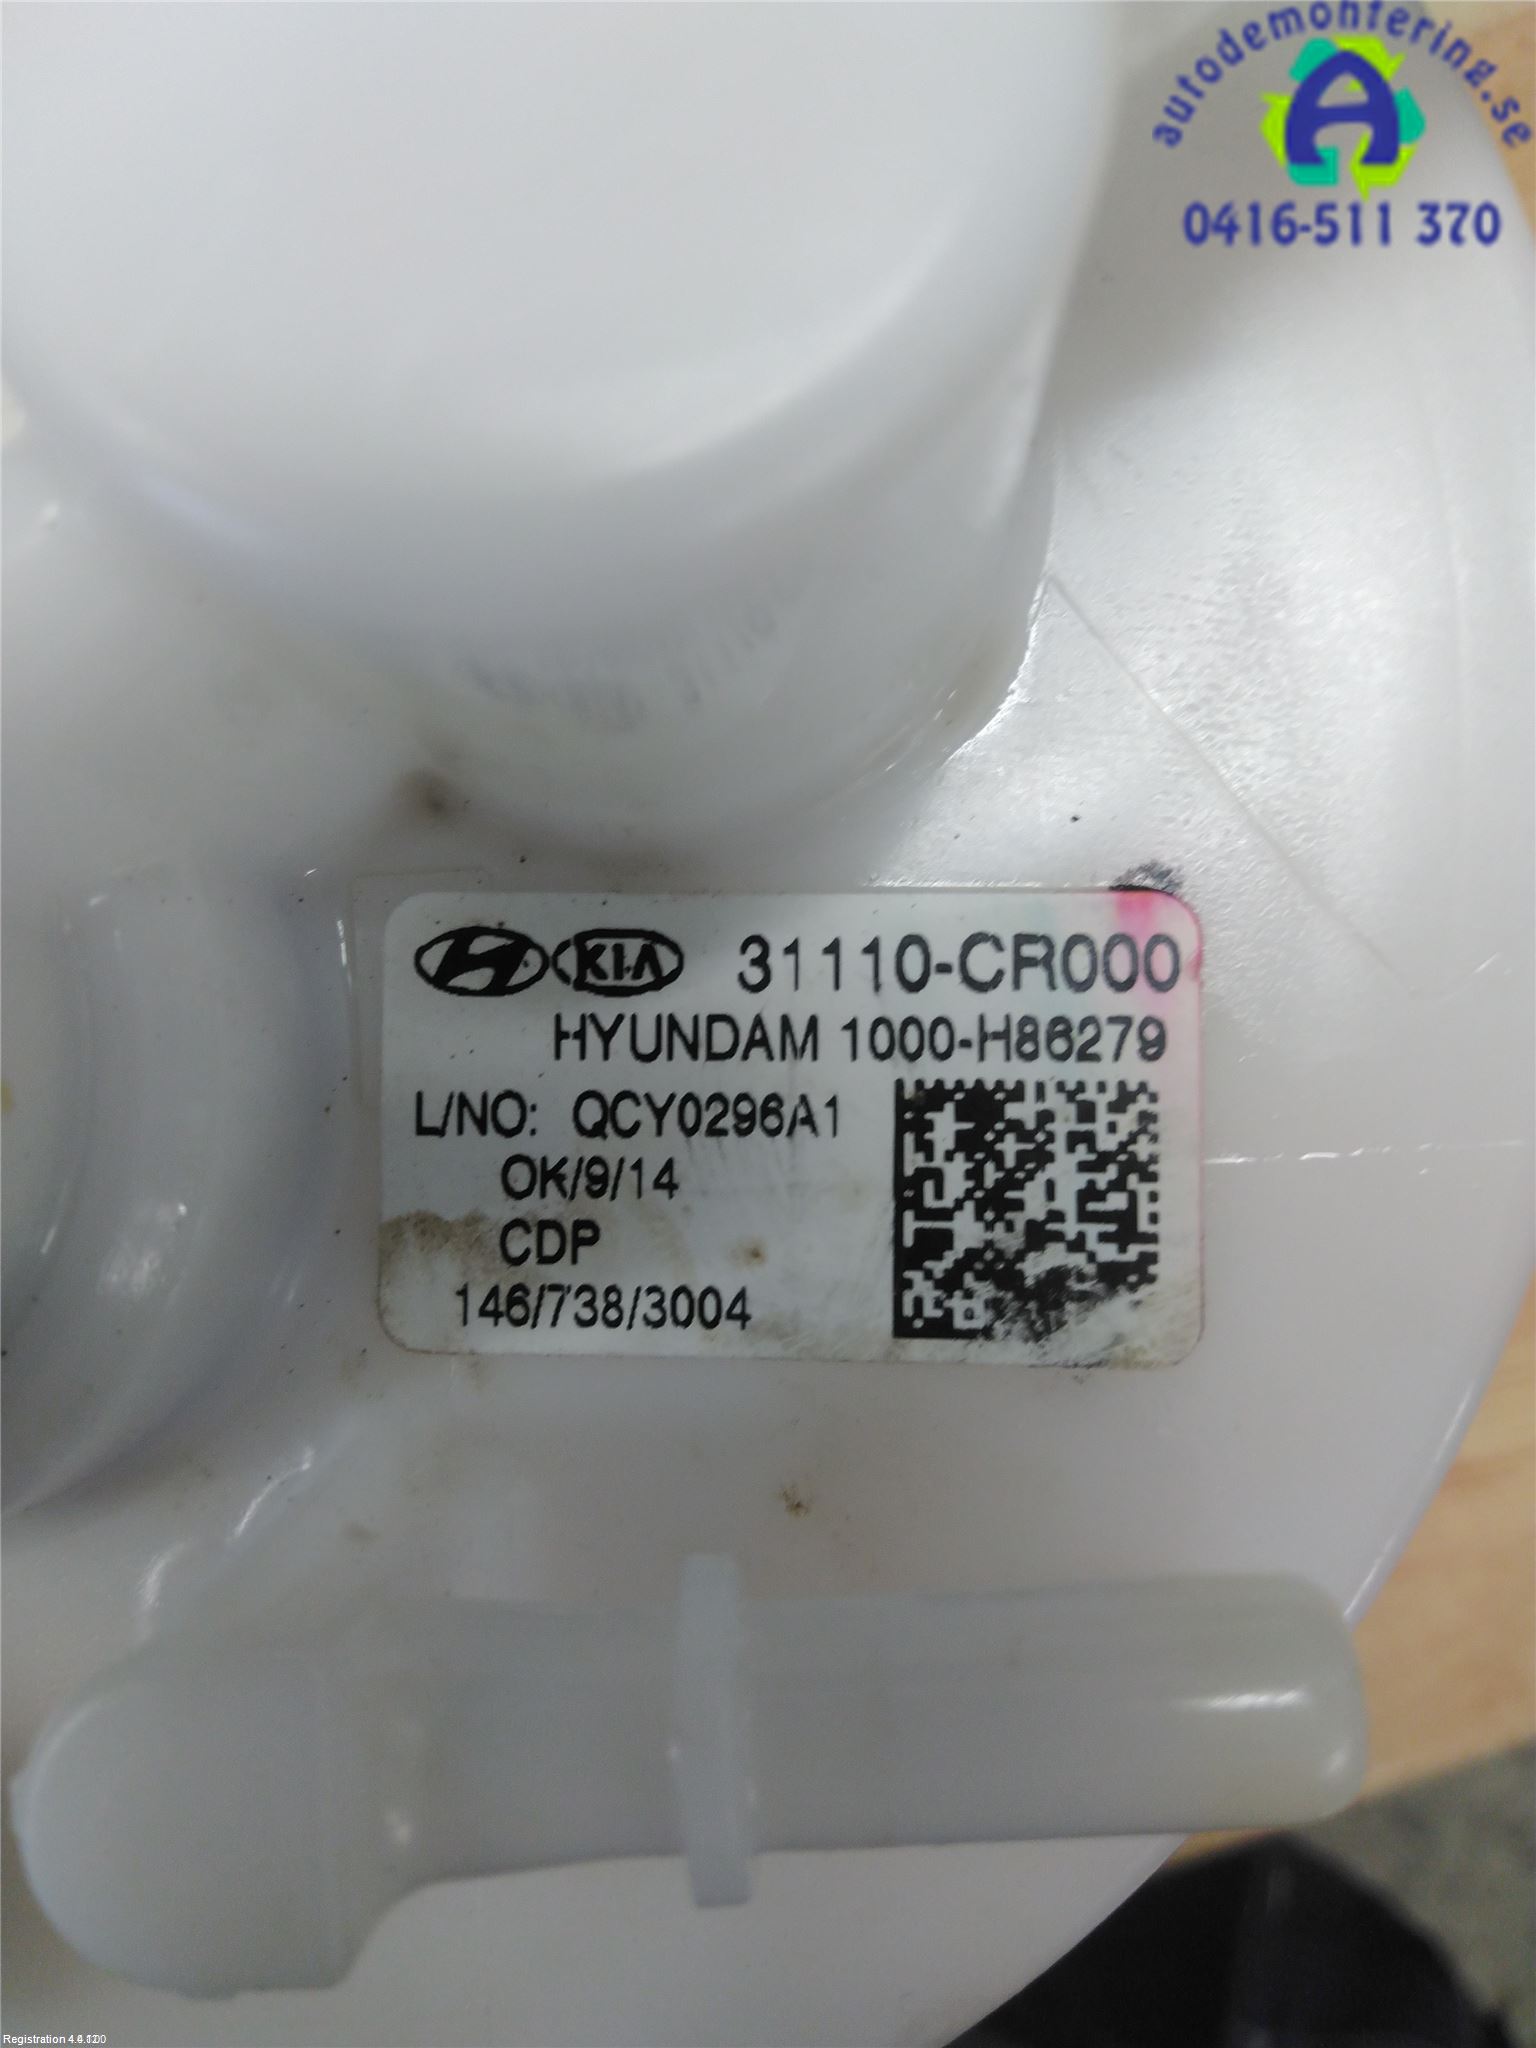 autodemontering.se
A
0416-511 370
KIA 31110-CR000
HYUNDAM 1000-H86279
L/NO: QCY0296A1
OK/9/14
CDP
146/738/3004